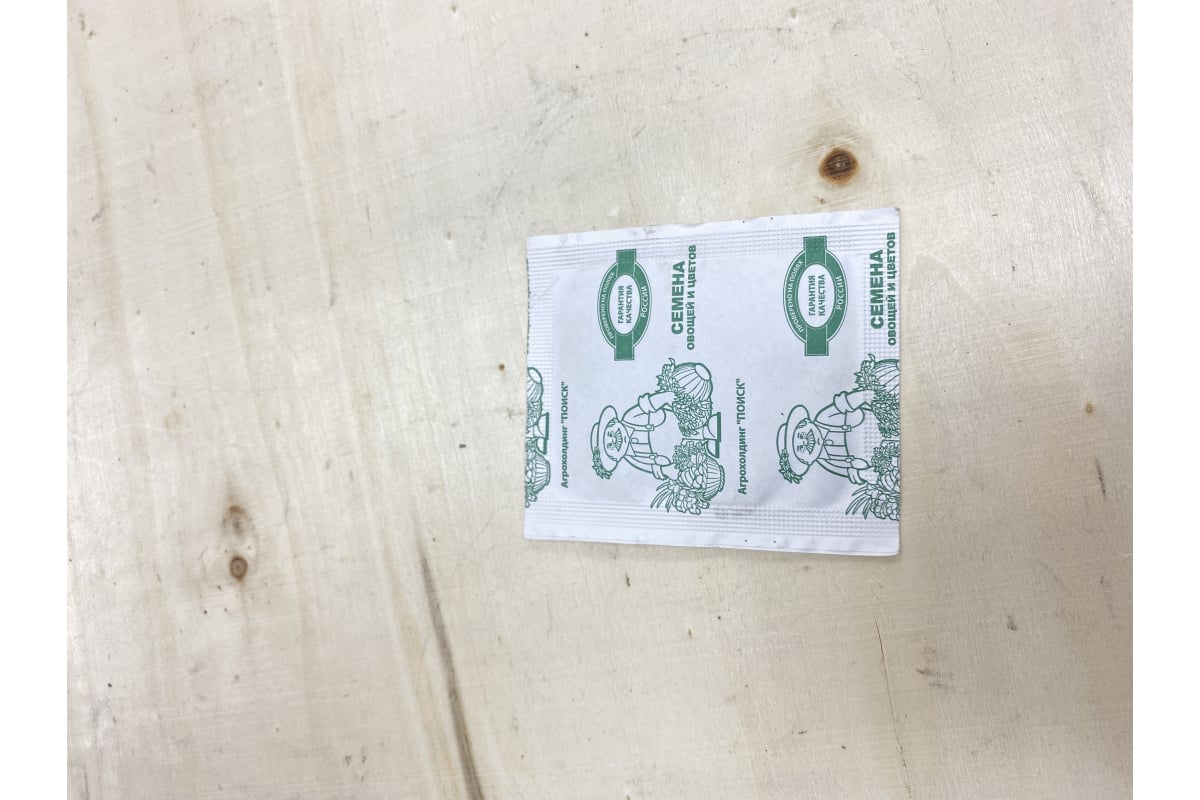 Агрохолдинг "ПОИСК"
ПРОВЕРЕНО НА ПОЛЯХ
ГАРАНТИЯ
КАЧЕСТВА
РОССИИ
СЕМЕНА
ОВОЩЕЙ И ЦВЕТОВ
Агрохолдинг "ПОИСК"
ПРОВЕРЕНО НА ПОЛЯХ
ГАРАНТИЯ
КАЧЕСТВА
РОССИИ
СЕМЕНА
ОВОЩЕЙ И ЦВЕТОВ